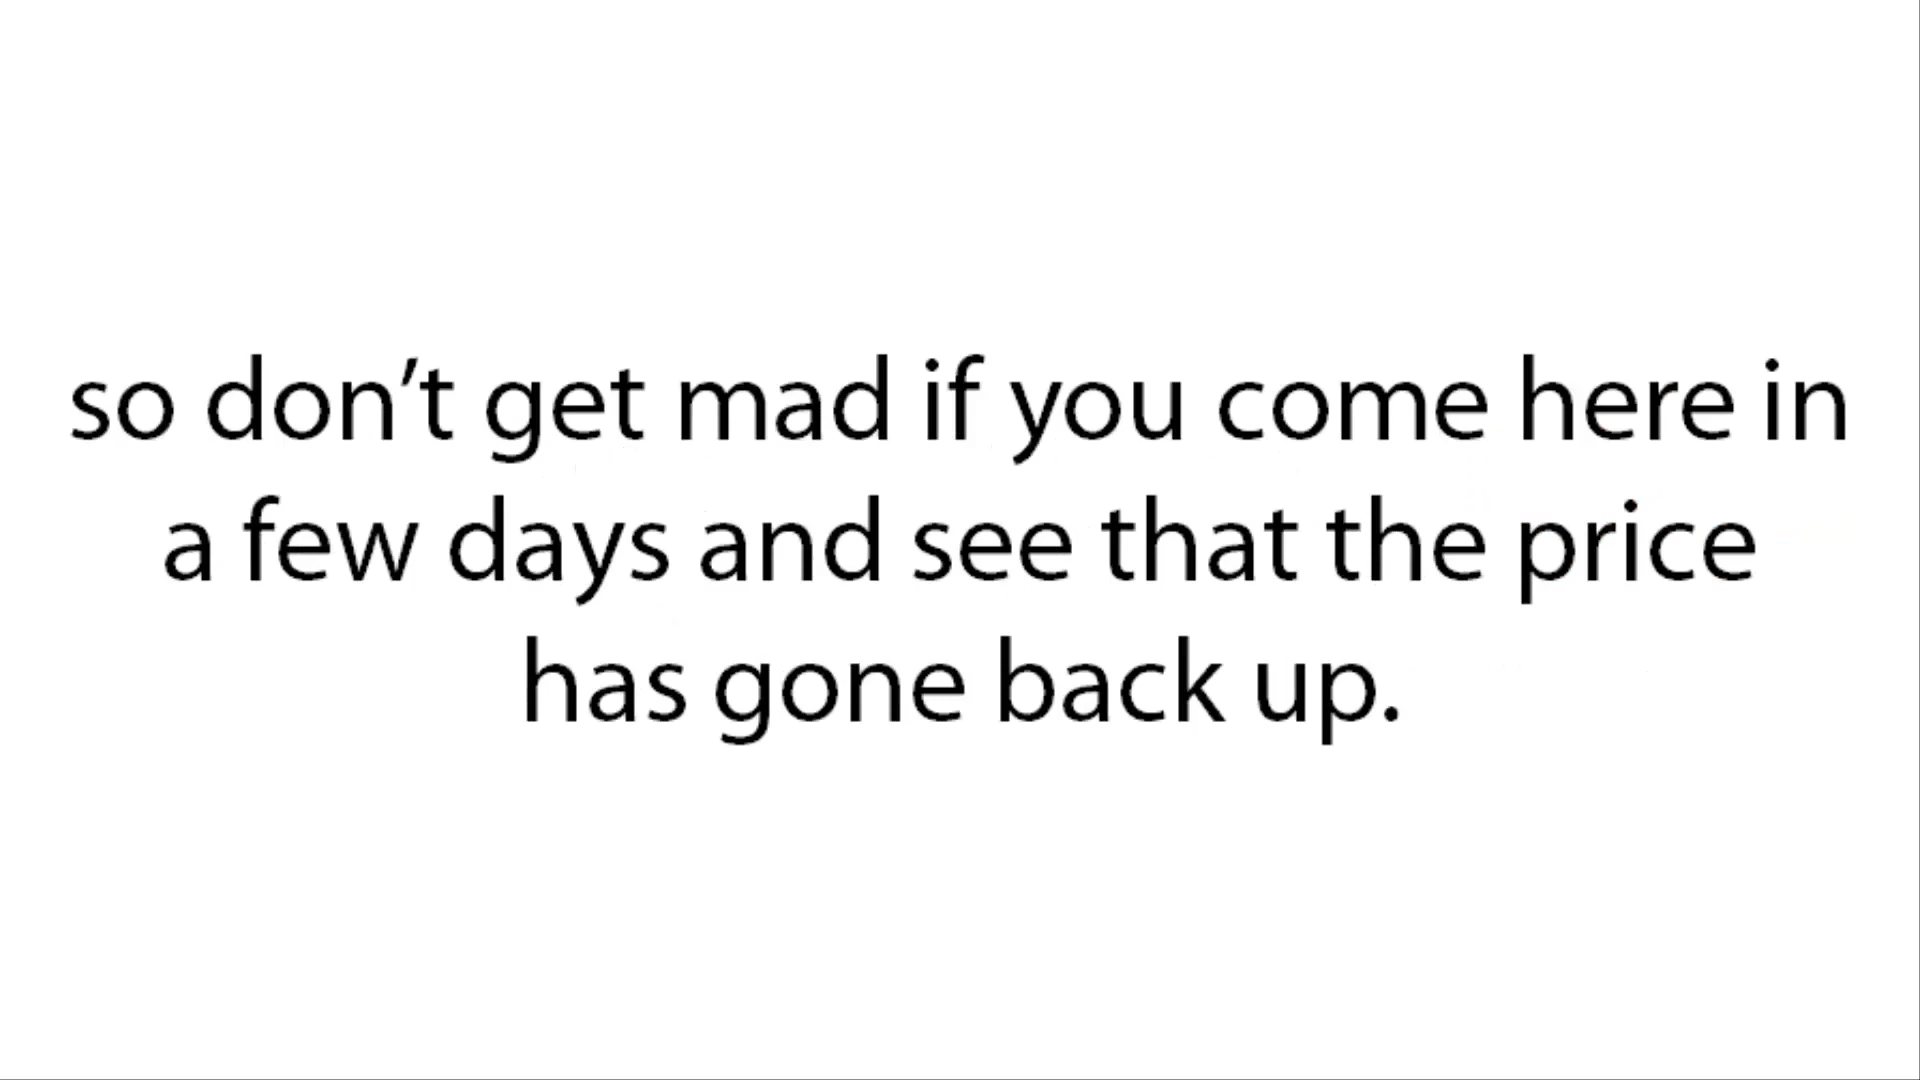 so don’t get mad if you come here in
a few days and see that the price
has gone back up.